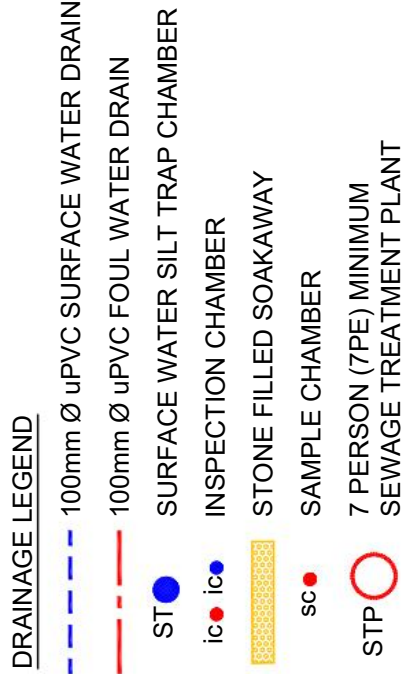 DRAINAGE LEGEND
100mm Ø uPVC SURFACE WATER DRAIN
100mm Ø uPVC FOUL WATER DRAIN
ST SURFACE WATER SILT TRAP CHAMBER
ic ic INSPECTION CHAMBER
STONE FILLED SOAKAWAY
sc SAMPLE CHAMBER
STP 7 PERSON (7PE) MINIMUM
SEWAGE TREATMENT PLANT